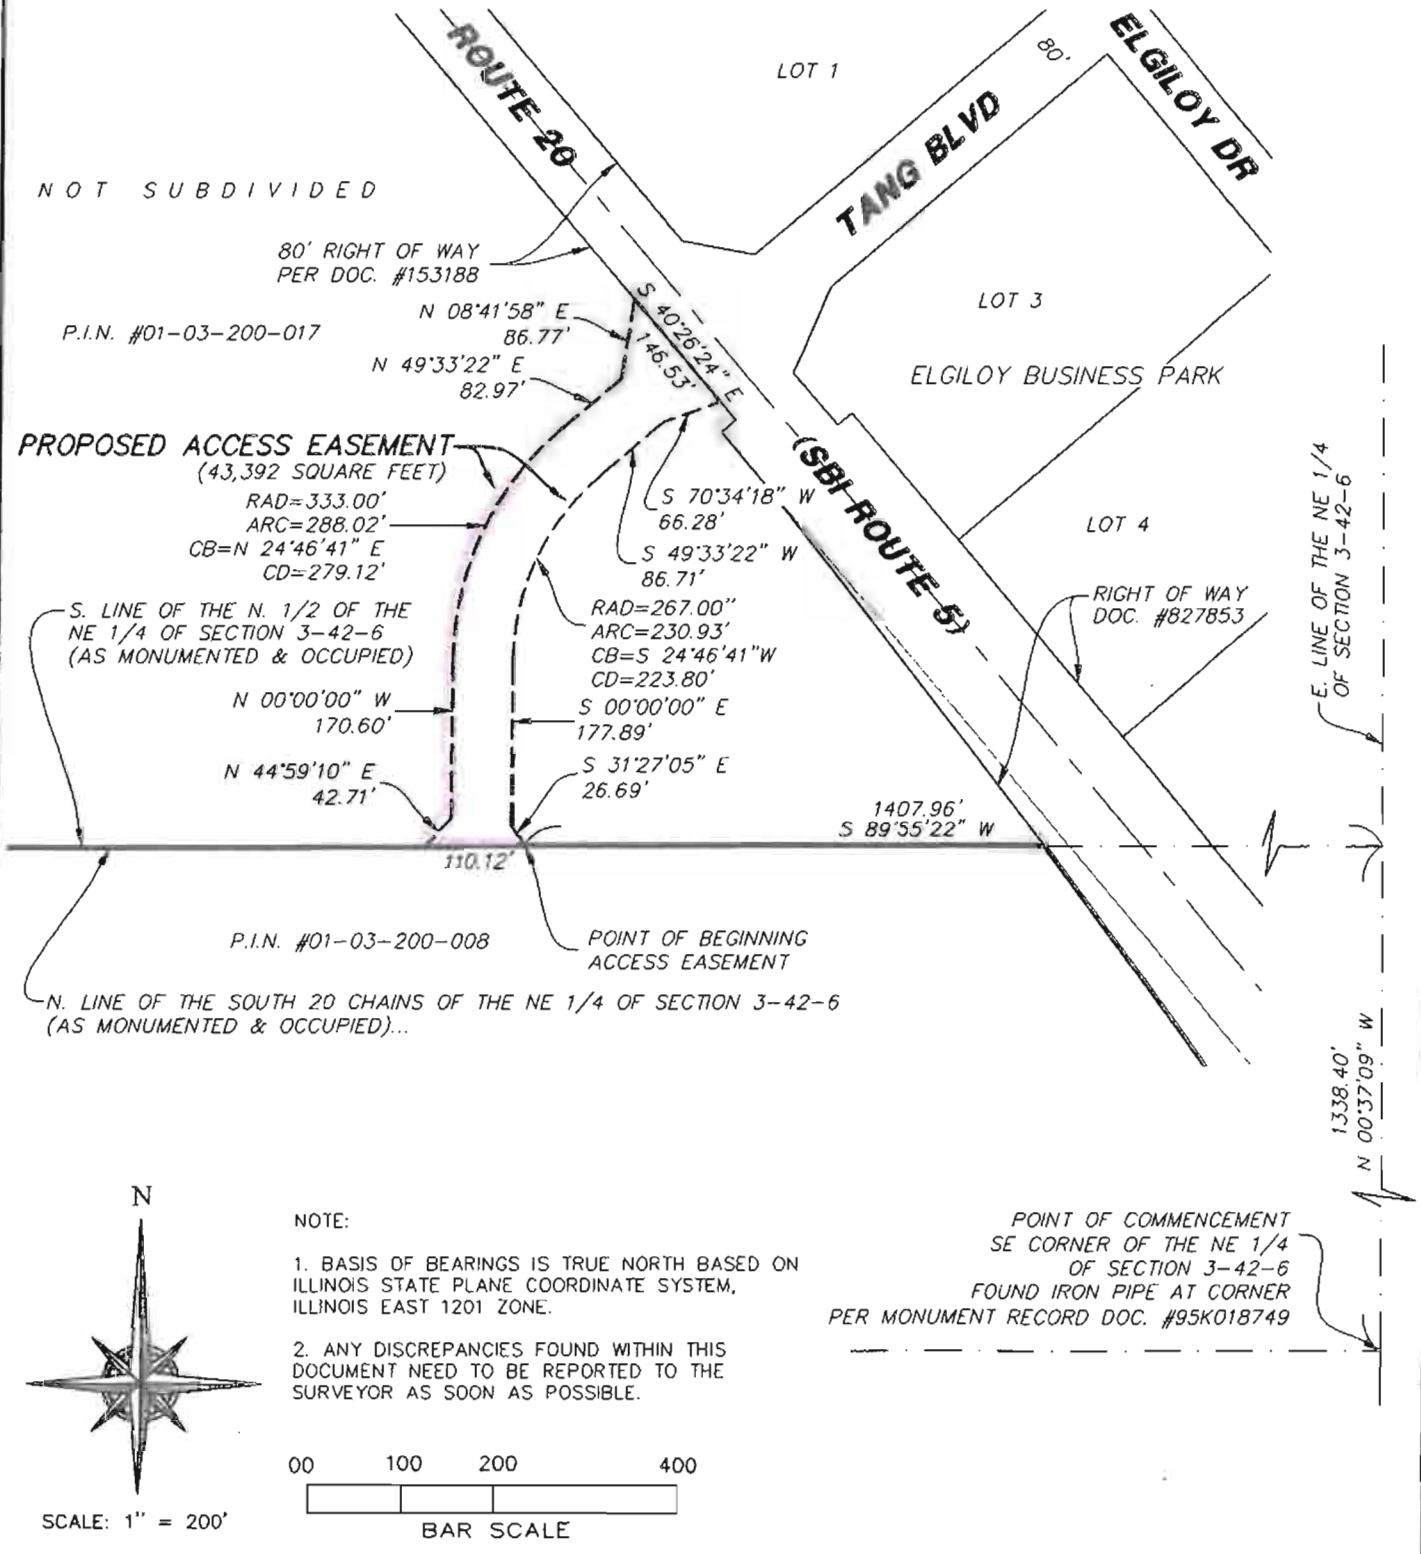 ROUTE 20
LOT 1
80'
ELGILOY DR
TANG BLVD
NOT SUBDIVIDED
80' RIGHT OF WAY
PER DOC. #153188
P.I.N. #01-03-200-017
N 08°41'58" E
86.77'
N 49°33'22" E
82.97'
S 40°26'24" E
146.53'
LOT 3
ELGILOY BUSINESS PARK
PROPOSED ACCESS EASEMENT
(43,392 SQUARE FEET)
RAD=333.00'
ARC=288.02'
CB=N 24°46'41" E
CD=279.12'
S 70°34'18" W
66.28'
S 49°33'22" W
86.71'
(SBI ROUTE 5)
LOT 4
E. LINE OF THE NE 1/4
OF SECTION 3-42-6
RIGHT OF WAY
DOC. #827853
S. LINE OF THE N. 1/2 OF THE
NE 1/4 OF SECTION 3-42-6
(AS MONUMENTED & OCCUPIED)
RAD=267.00"
ARC=230.93'
CB=S 24°46'41"W
CD=223.80'
N 00°00'00" W
170.60'
S 00°00'00" E
177.89'
N 44°59'10" E
42.71'
S 31°27'05" E
26.69'
1407.96'
S 89°55'22" W
110.12'
P.I.N. #01-03-200-008
POINT OF BEGINNING
ACCESS EASEMENT
N. LINE OF THE SOUTH 20 CHAINS OF THE NE 1/4 OF SECTION 3-42-6
(AS MONUMENTED & OCCUPIED)...
1338.40'
N 00°37'09" W
N
NOTE:
1. BASIS OF BEARINGS IS TRUE NORTH BASED ON
ILLINOIS STATE PLANE COORDINATE SYSTEM,
ILLINOIS EAST 1201 ZONE.
2. ANY DISCREPANCIES FOUND WITHIN THIS
DOCUMENT NEED TO BE REPORTED TO THE
SURVEYOR AS SOON AS POSSIBLE.
POINT OF COMMENCEMENT
SE CORNER OF THE NE 1/4
OF SECTION 3-42-6
FOUND IRON PIPE AT CORNER
PER MONUMENT RECORD DOC. #95K018749
SCALE: 1" = 200'
00 100 200 400
BAR SCALE